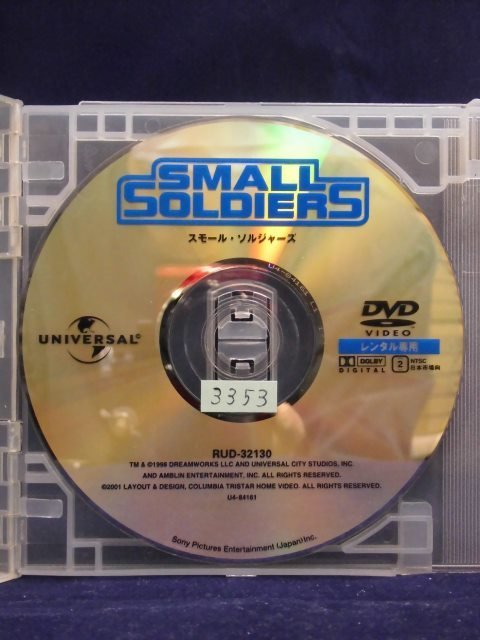 SMALL
SOLDIERS
スモール・ソルジャーズ
UNIVERSAL®
DVD
VIDEO
レンタル専用
DOLBY
DIGITAL
2
NTSC
日本市場向
3353
RUD-32130
TM & ©1998 DREAMWORKS LLC AND UNIVERSAL CITY STUDIOS, INC.
AND AMBLIN ENTERTAINMENT, INC. ALL RIGHTS RESERVED.
©2001 LAYOUT & DESIGN, COLUMBIA TRISTAR HOME VIDEO. ALL RIGHTS RESERVED.
U4-84161
Sony Pictures Entertainment (Japan) Inc.